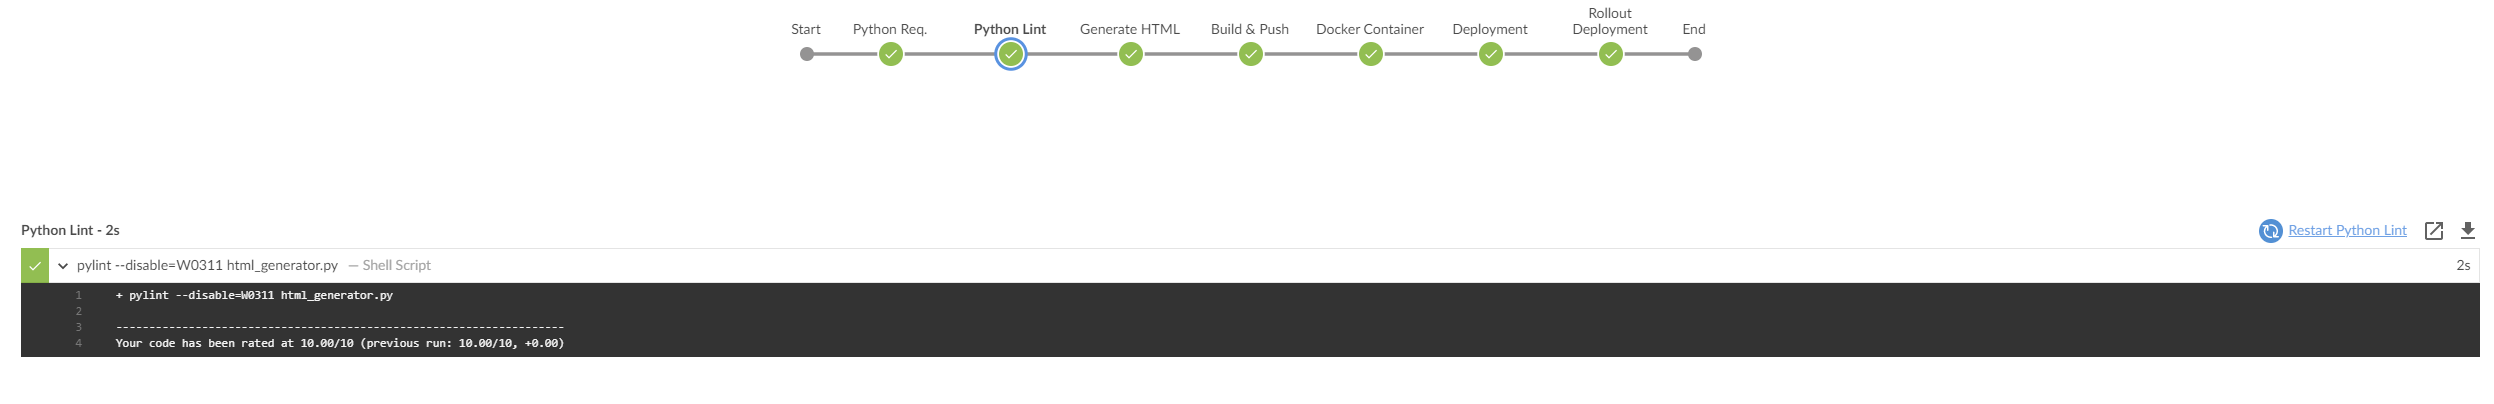 Start
Python Req.
Python Lint
Generate HTML
Build & Push
Docker Container
Deployment
Rollout
Deployment
End
Python Lint - 2s
Restart Python Lint
pylint --disable=W0311 html_generator.py — Shell Script
2s
1 + pylint --disable=W0311 html_generator.py
2
3 --------------------------------------------------------------------
4 Your code has been rated at 10.00/10 (previous run: 10.00/10, +0.00)